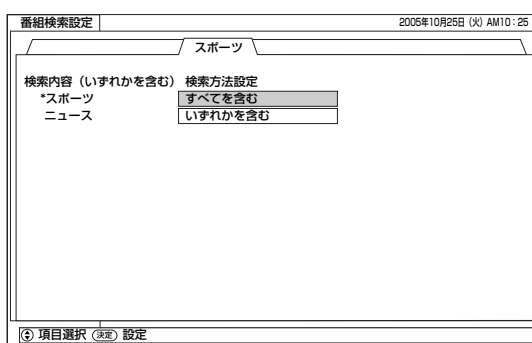 番組検索設定 2005年10月25日 (火) AM10:25
スポーツ
検索内容(いずれかを含む) 検索方法設定
*スポーツ すべてを含む
ニュース いずれかを含む
項目選択 決定 設定